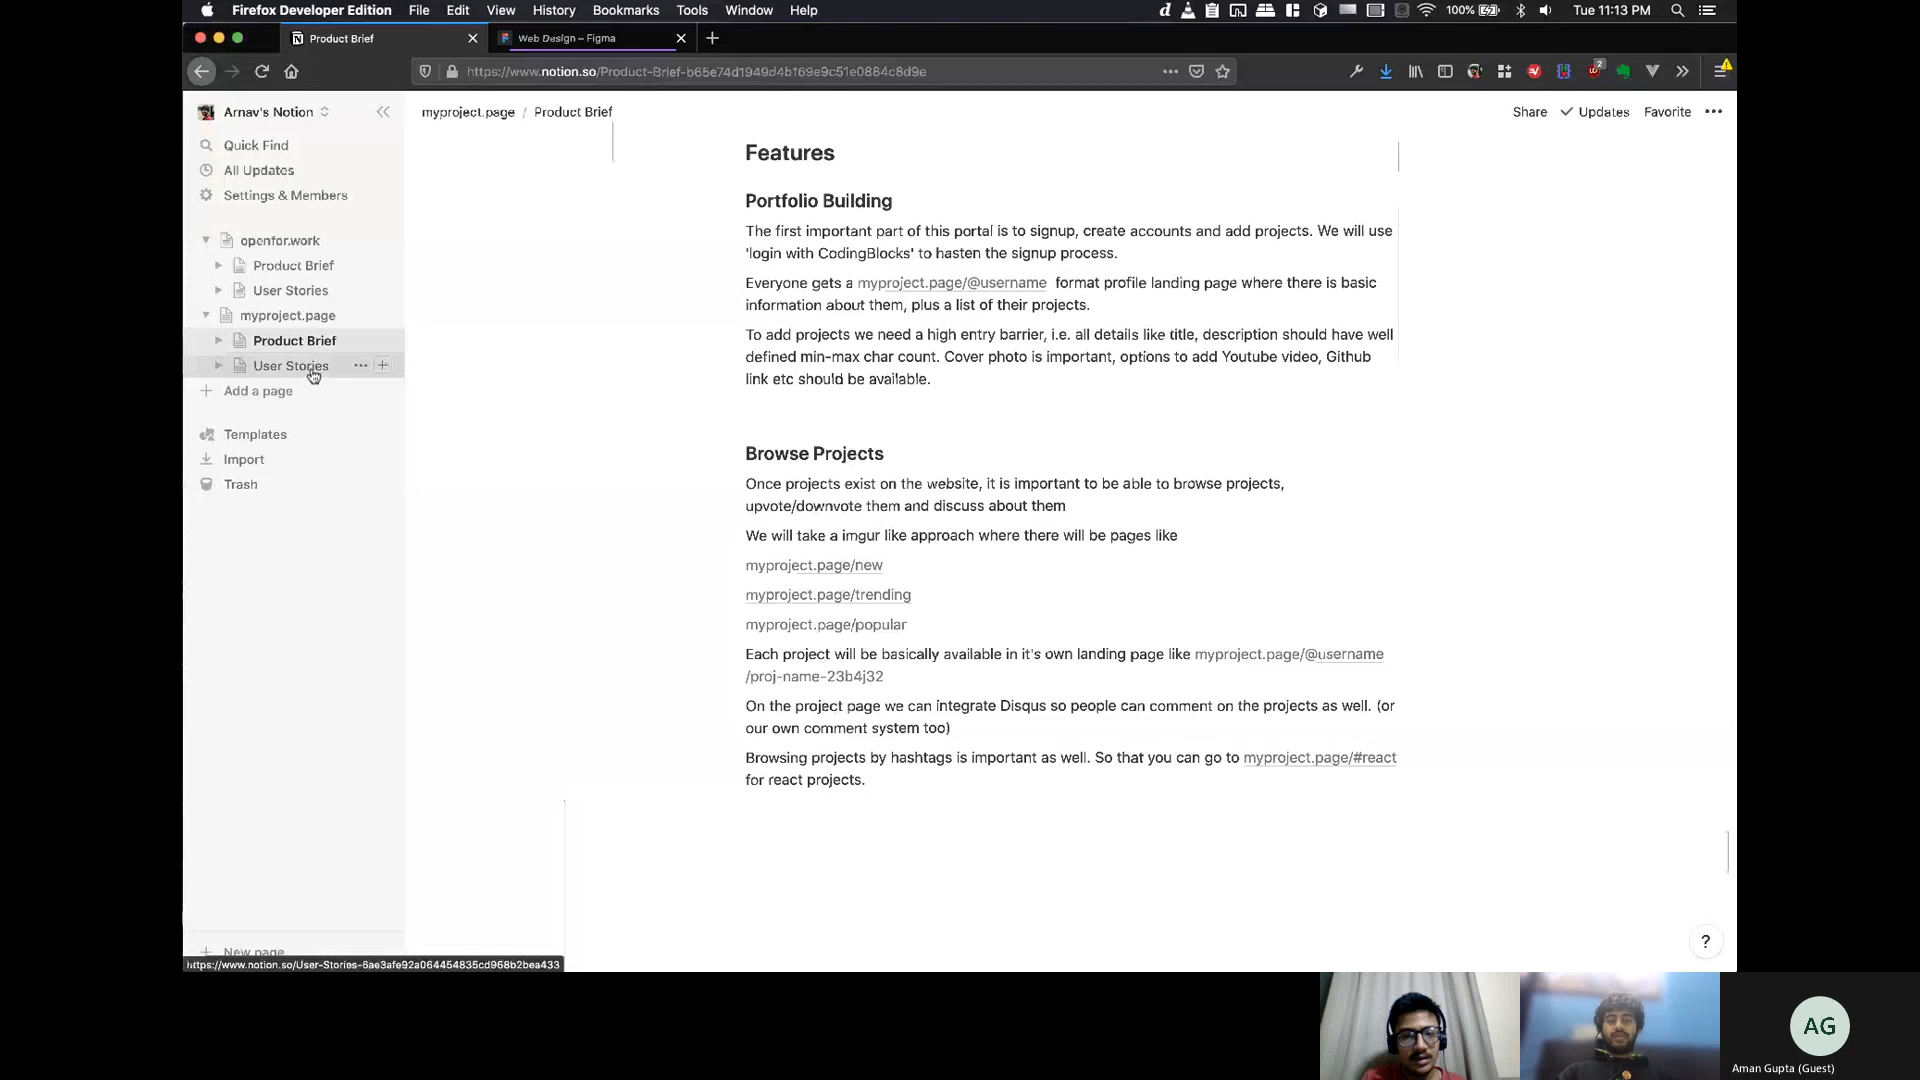 Firefox Developer Edition File Edit View History Bookmarks Tools Window Help
100% Tue 11:13 PM
Product Brief
Web Design – Figma
https://www.notion.so/Product-Brief-b65e74d1949d4b169e9c51e0884c8d9e
2
Arnav's Notion
Quick Find
All Updates
Settings & Members
openfor.work
Product Brief
User Stories
myproject.page
Product Brief
User Stories
Add a page
Templates
Import
Trash
New page
https://www.notion.so/User-Stories-6ae3afe92a064454835cd968b2bea433
myproject.page / Product Brief
Share Updates Favorite
Features
Portfolio Building
The first important part of this portal is to signup, create accounts and add projects. We will use
'login with CodingBlocks' to hasten the signup process.
Everyone gets a myproject.page/@username format profile landing page where there is basic
information about them, plus a list of their projects.
To add projects we need a high entry barrier, i.e. all details like title, description should have well
defined min-max char count. Cover photo is important, options to add Youtube video, Github
link etc should be available.
Browse Projects
Once projects exist on the website, it is important to be able to browse projects,
upvote/downvote them and discuss about them
We will take a imgur like approach where there will be pages like
myproject.page/new
myproject.page/trending
myproject.page/popular
Each project will be basically available in it's own landing page like myproject.page/@username
/proj-name-23b4j32
On the project page we can integrate Disqus so people can comment on the projects as well. (or
our own comment system too)
Browsing projects by hashtags is important as well. So that you can go to myproject.page/#react
for react projects.
?
AG
Aman Gupta (Guest)